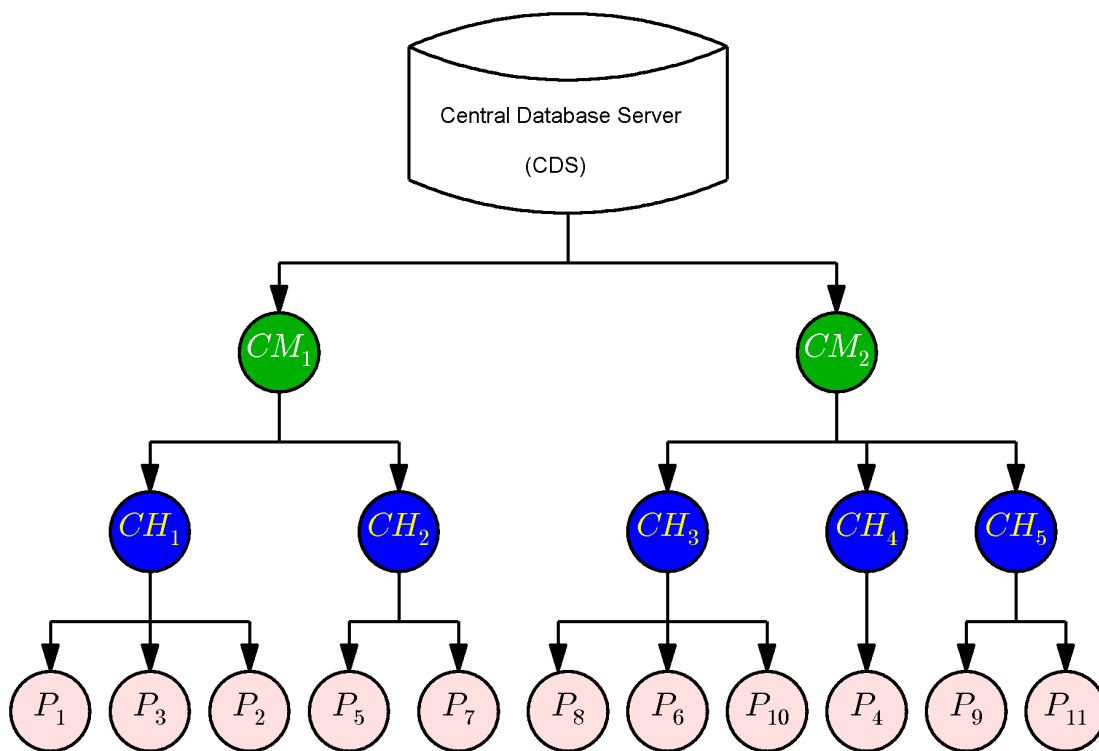 Central Database Server
(CDS)
CM₁ CM₂
CH₁ CH₂ CH₃ CH₄ CH₅
P₁ P₃ P₂ P₅ P₇ P₈ P₆ P₁₀ P₄ P₉ P₁₁